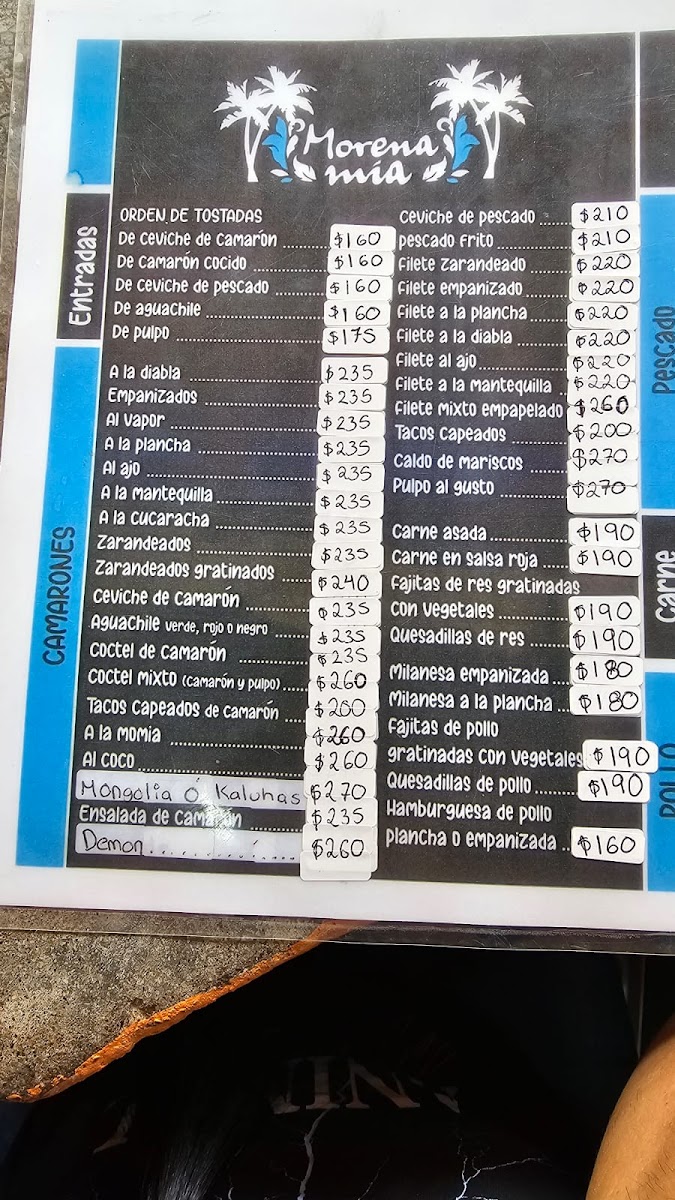 Morena
mía
Entradas
ORDEN DE TOSTADAS
De ceviche de camarón ........ $160
De camarón cocido ........ $160
De ceviche de pescado ........ $160
De aguachile ........ $160
De pulpo ........ $175
CAMARONES
A la diabla ........ $235
Empanizados ........ $235
Al vapor ........ $235
A la plancha ........ $235
Al ajo ........ $235
A la mantequilla ........ $235
A la cucaracha ........ $235
Zarandeados ........ $235
Zarandeados gratinados ........ $240
Ceviche de camarón ........ $235
Aguachile verde, rojo o negro ........ $235
Coctel de camarón ........ $235
Coctel mixto (camarón y pulpo) ........ $260
Tacos capeados de camarón ........ $200
A la momia ........ $260
Al coco ........ $260
Mongolia Ó Kaluhas $270
Ensalada de camarón ........ $235
Demon ........ $260
Pescado
Ceviche de pescado ........ $210
pescado frito ........ $210
filete zarandeado ........ $220
filete empanizado ........ $220
filete a la plancha ........ $220
filete a la diabla ........ $220
filete al ajo ........ $220
filete a la mantequilla ........ $220
filete mixto empapelado $260
Tacos capeados ........ $200
Caldo de mariscos ........ $270
Pulpo al gusto ........ $270
Carne
Carne asada ........ $190
Carne en salsa roja ........ $190
fajitas de res gratinadas
con vegetales ........ $190
Quesadillas de res ........ $190
POLLO
Milanesa empanizada ........ $180
Milanesa a la plancha ........ $180
fajitas de pollo
gratinadas con vegetales $190
Quesadillas de pollo ........ $190
Hamburguesa de pollo
plancha o empanizada .. $160